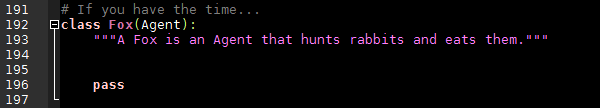 191 # If you have the time...
192 class Fox(Agent):
193     """A Fox is an Agent that hunts rabbits and eats them."""
194
195
196     pass
197